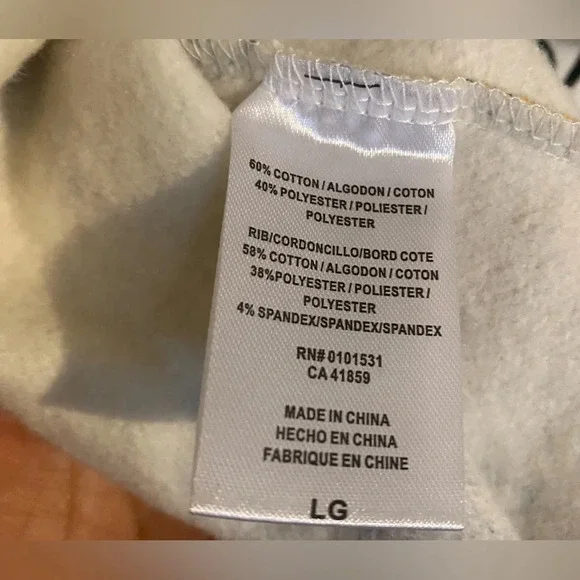 60% COTTON / ALGODON / COTON
40% POLYESTER / POLIESTER /
POLYESTER
RIB/CORDONCILLO/BORD COTE
58% COTTON / ALGODON / COTON
38%POLYESTER / POLIESTER /
POLYESTER
4% SPANDEX/SPANDEX/SPANDEX
RN# 0101531
CA 41859
MADE IN CHINA
HECHO EN CHINA
FABRIQUE EN CHINE
LG